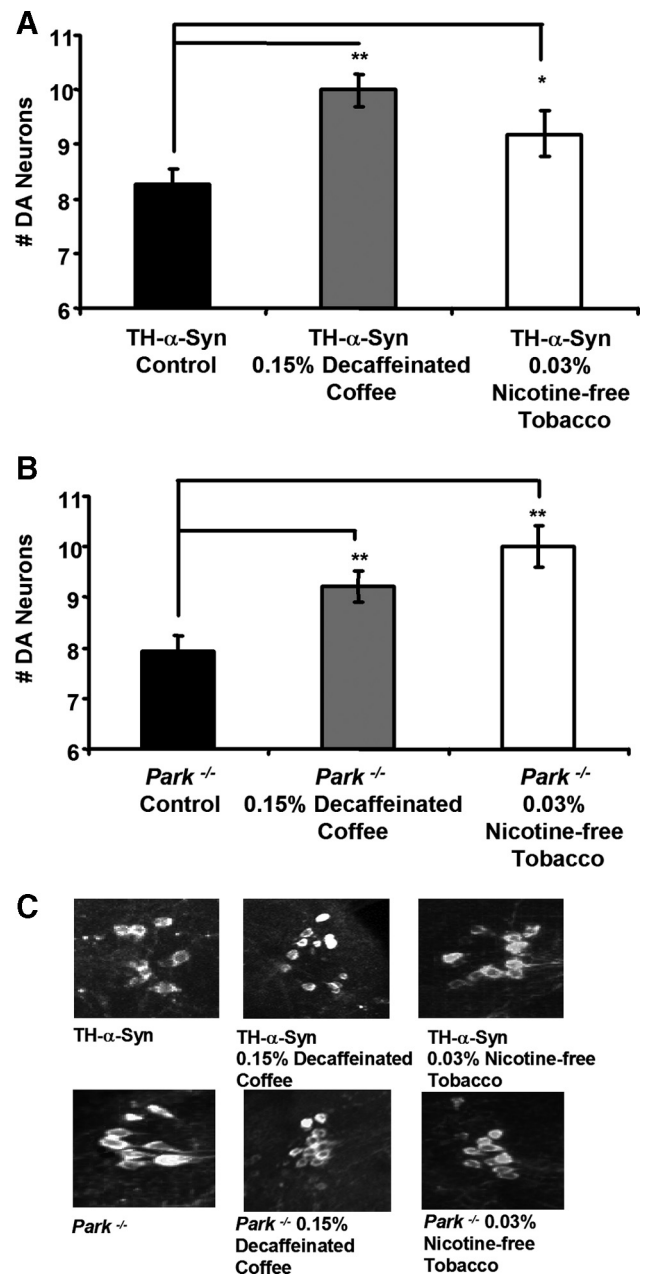 A
# DA Neurons
11
10
9
8
7
6
**
*
TH-α-Syn
Control
TH-α-Syn
0.15% Decaffeinated
Coffee
TH-α-Syn
0.03%
Nicotine-free
Tobacco
B
# DA Neurons
11
10
9
8
7
6
**
**
Park -/-
Control
Park -/-
0.15% Decaffeinated
Coffee
Park -/-
0.03%
Nicotine-free
Tobacco
C
TH-α-Syn
TH-α-Syn
0.15% Decaffeinated
Coffee
TH-α-Syn
0.03% Nicotine-free
Tobacco
Park -/-
Park -/- 0.15%
Decaffeinated
Coffee
Park -/- 0.03%
Nicotine-free
Tobacco